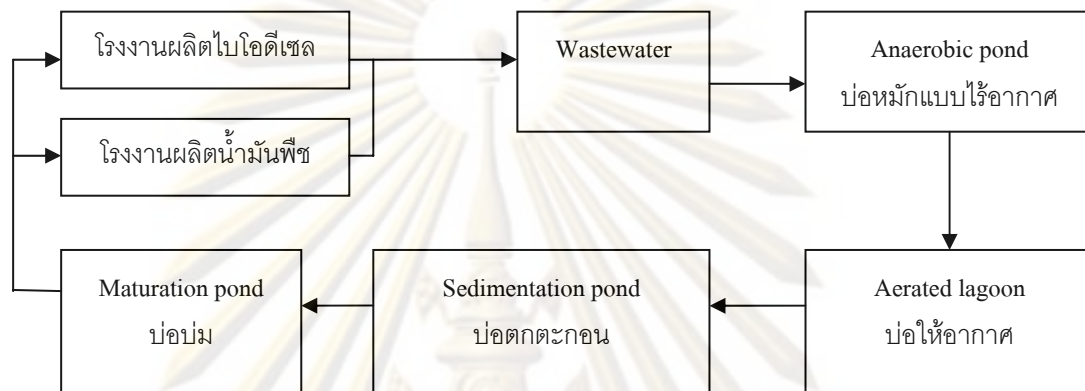 โรงงานผลิตไบโอดีเซล
โรงงานผลิตน้ำมันพืช
Wastewater
Anaerobic pond
บ่อหมักแบบไร้อากาศ
Aerated lagoon
บ่อให้อากาศ
Sedimentation pond
บ่อตกตะกอน
Maturation pond
บ่อบ่ม